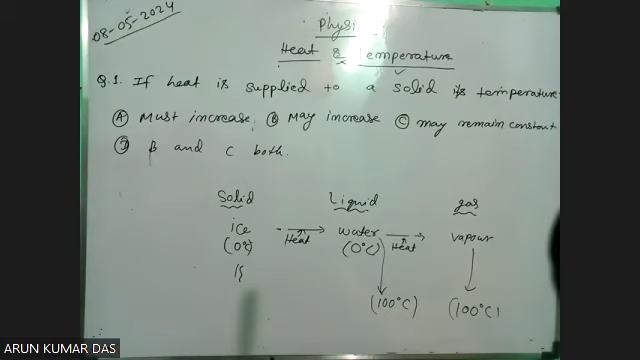 08-05-2024
Physi
Heat & Temperature
Q.1. If heat is supplied to a solid its temperature
(A) Must increase, (B) May increase (C) may remain constant
(D) B and C both.
Solid Liquid gas
ice Heat water Heat vapour
(0°C) (0°C)
(100°C) (100°C)
ARUN KUMAR DAS